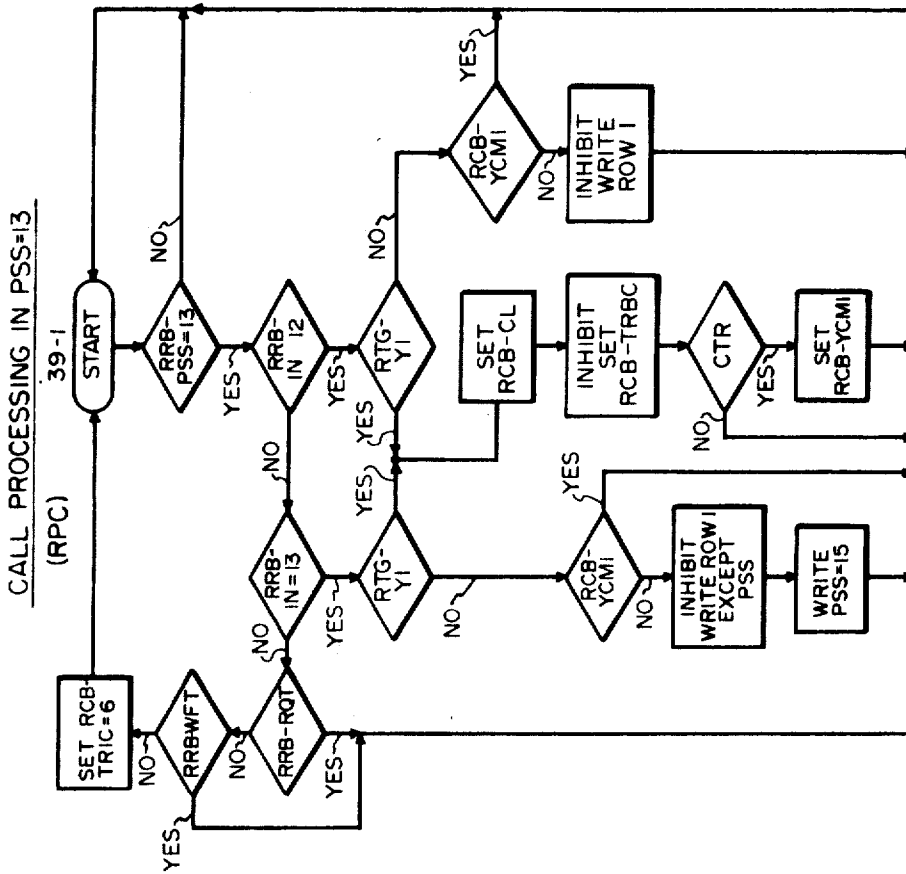 CALL PROCESSING IN PSS=13
(RPC)
39-1
START
RRB-
PSS=13
NO
YES
RRB-
IN 12
NO
YES
RRB-
IN=13
NO
YES
RRB-RQT
NO
YES
RRBWFT
NO
YES
SET RCB-
TRIC=6
RTG-
Y1
YES
NO
RTG-
Y1
YES
NO
RCB-
YCM1
YES
NO
INHIBIT
WRITE
ROW 1
SET
RCB-CL
INHIBIT
SET
RCB-TRBC
CTR
NO
YES
SET
RCB-YCM1
RCB-
YCM1
YES
NO
INHIBIT
WRITE ROW 1
EXCEPT
PSS
WRITE
PSS=15